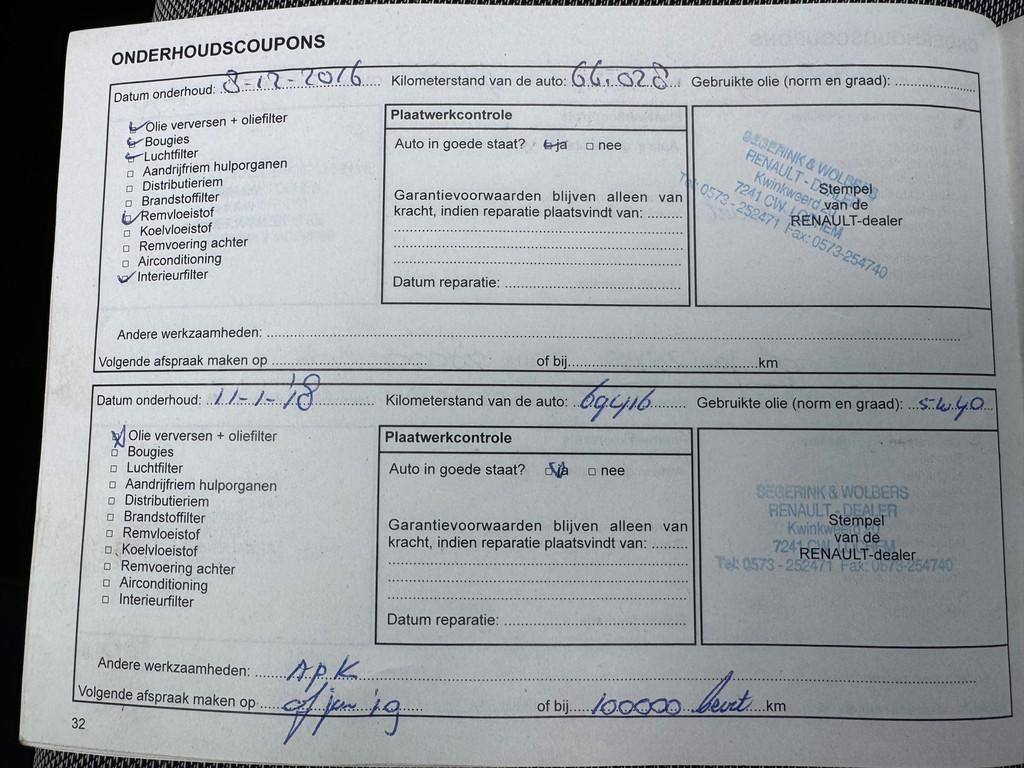 ONDERHOUDSCOUPONS
Datum onderhoud: 8-12-2016 Kilometerstand van de auto: 66.028 Gebruikte olie (norm en graad):
Olie verversen + oliefilter
Bougies
Luchtfilter
Aandrijfriem hulporganen
Distributieriem
Brandstoffilter
Remvloeistof
Koelvloeistof
Remvoering achter
Airconditioning
Interieurfilter
Plaatwerkcontrole
Auto in goede staat? ja nee
Garantievoorwaarden blijven alleen van
kracht, indien reparatie plaatsvindt van:
Datum reparatie:
SEGERINK & WOLBERS
RENAULT - DEALER
Kwinkweerd
7241 CW LOCHEM
Tel: 0573 - 252471 Fax: 0573-254740
Stempel
van de
RENAULT-dealer
Andere werkzaamheden:
Volgende afspraak maken op of bij km
Datum onderhoud: 11-1-'18 Kilometerstand van de auto: 69416 Gebruikte olie (norm en graad): 5w40
Olie verversen + oliefilter
Bougies
Luchtfilter
Aandrijfriem hulporganen
Distributieriem
Brandstoffilter
Remvloeistof
Koelvloeistof
Remvoering achter
Airconditioning
Interieurfilter
Plaatwerkcontrole
Auto in goede staat? ja nee
Garantievoorwaarden blijven alleen van
kracht, indien reparatie plaatsvindt van:
Datum reparatie:
SEGERINK & WOLBERS
RENAULT - DEALER
Kwinkweerd 20
7241 CW LOCHEM
Tel: 0573 - 252471 Fax: 0573-254740
Stempel
van de
RENAULT-dealer
Andere werkzaamheden: APK
Volgende afspraak maken op of jan '19 of bij 100000 beurt km
32